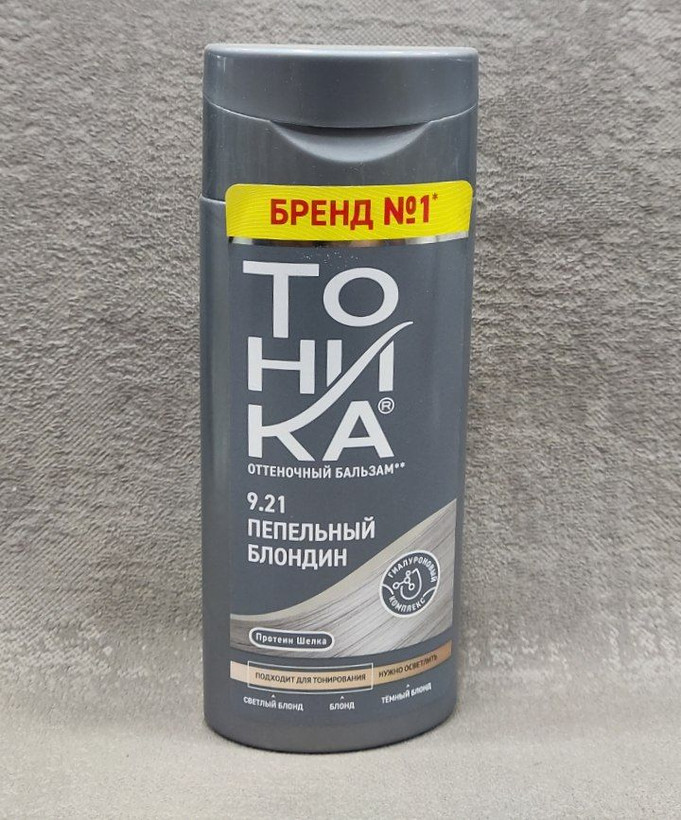 БРЕНД №1*
ТО
НИ
КА®
ОТТЕНОЧНЫЙ БАЛЬЗАМ**
9.21
ПЕПЕЛЬНЫЙ
БЛОНДИН
ГИАЛУРОНОВЫЙ
КОМПЛЕКС
Протеин Шелка
ПОДХОДИТ ДЛЯ ТОНИРОВАНИЯ НУЖНО ОСВЕТЛИТЬ
СВЕТЛЫЙ БЛОНД БЛОНД ТЁМНЫЙ БЛОНД